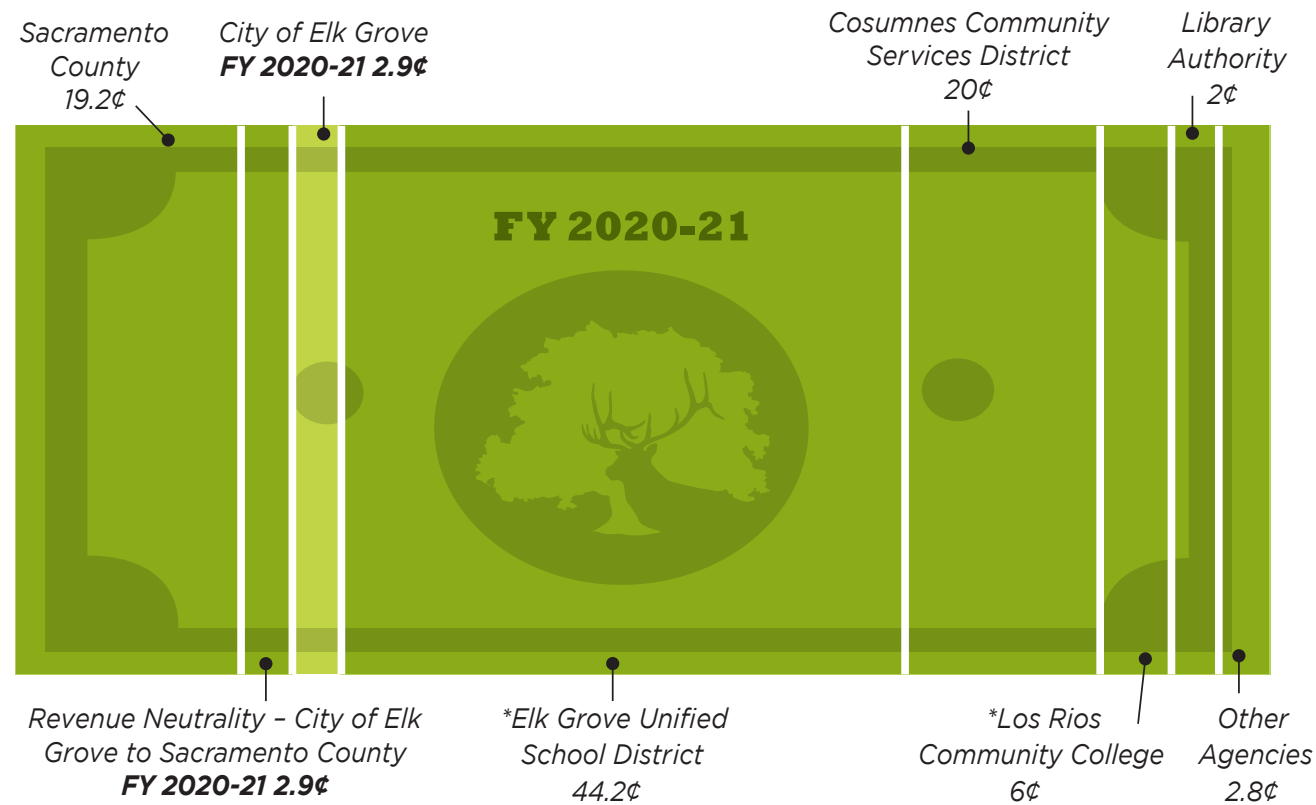 Sacramento
County
19.2¢
City of Elk Grove
FY 2020-21 2.9¢
Cosumnes Community
Services District
20¢
Library
Authority
2¢
FY 2020-21
Revenue Neutrality – City of Elk
Grove to Sacramento County
FY 2020-21 2.9¢
*Elk Grove Unified
School District
44.2¢
*Los Rios
Community College
6¢
Other
Agencies
2.8¢